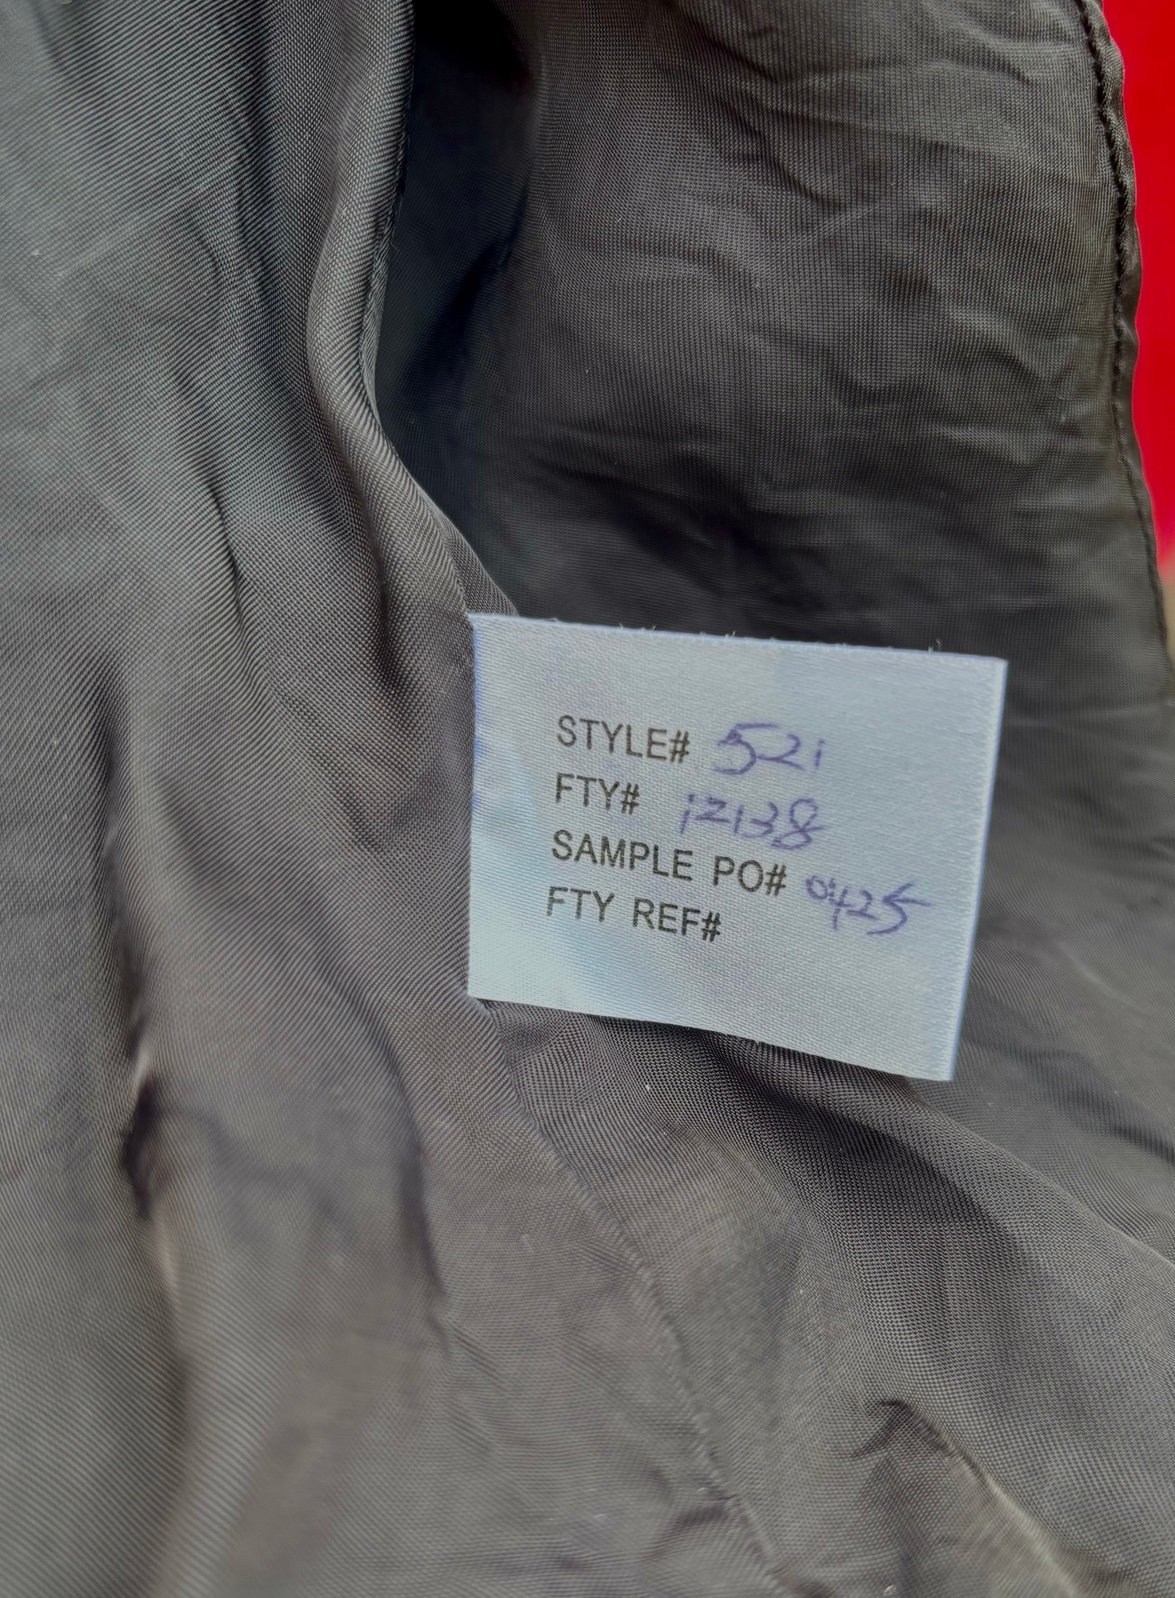 STYLE# 521
FTY# 12138
SAMPLE PO# 0425
FTY REF#